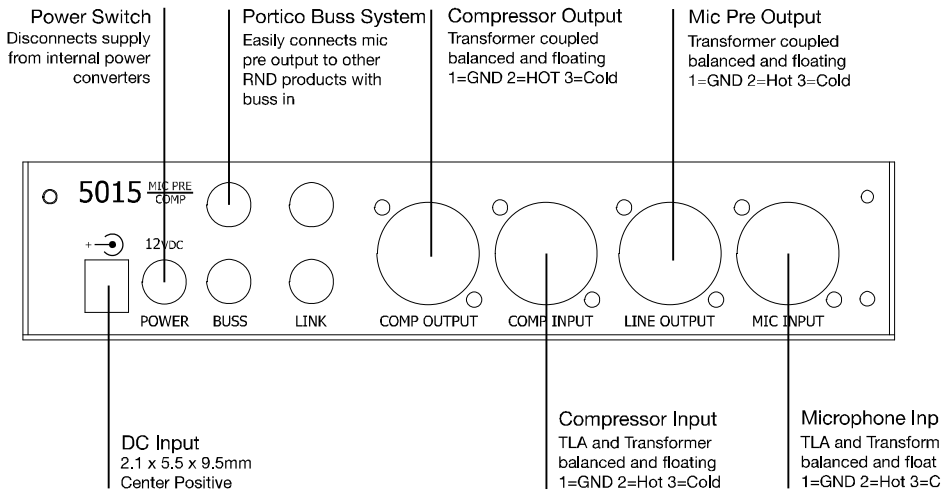 Power Switch
Disconnects supply
from internal power
converters
Portico Buss System
Easily connects mic
pre output to other
RND products with
buss in
Compressor Output
Transformer coupled
balanced and floating
1=GND 2=HOT 3=Cold
Mic Pre Output
Transformer coupled
balanced and floating
1=GND 2=Hot 3=Cold
5015 MIC PRE
COMP
+ 12VDC
POWER BUSS LINK COMP OUTPUT COMP INPUT LINE OUTPUT MIC INPUT
DC Input
2.1 x 5.5 x 9.5mm
Center Positive
Compressor Input
TLA and Transformer
balanced and floating
1=GND 2=Hot 3=Cold
Microphone Inp
TLA and Transform
balanced and float
1=GND 2=Hot 3=C